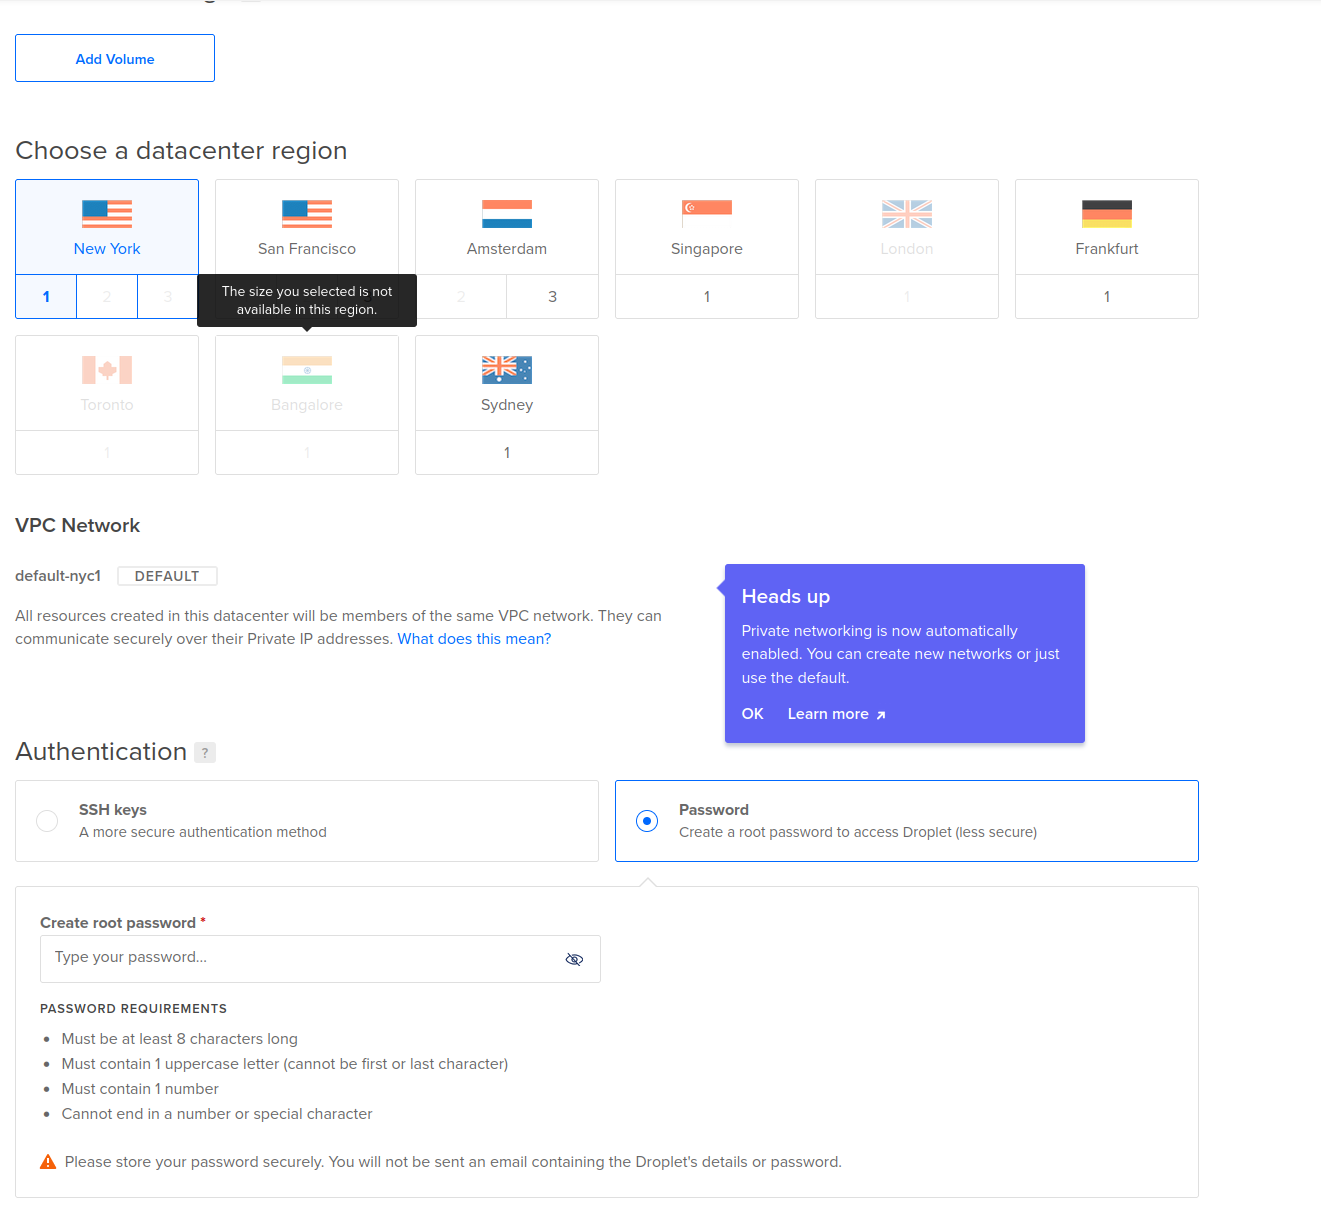 Add Volume
Choose a datacenter region
New York
San Francisco
Amsterdam
Singapore
London
Frankfurt
1
2
3
The size you selected is not
available in this region.
2
3
1
1
1
Toronto
Bangalore
Sydney
1
1
1
VPC Network
default-nyc1 DEFAULT
All resources created in this datacenter will be members of the same VPC network. They can
communicate securely over their Private IP addresses. What does this mean?
Heads up
Private networking is now automatically
enabled. You can create new networks or just
use the default.
OK Learn more
Authentication ?
SSH keys
A more secure authentication method
Password
Create a root password to access Droplet (less secure)
Create root password *
Type your password...
PASSWORD REQUIREMENTS
Must be at least 8 characters long
Must contain 1 uppercase letter (cannot be first or last character)
Must contain 1 number
Cannot end in a number or special character
Please store your password securely. You will not be sent an email containing the Droplet's details or password.